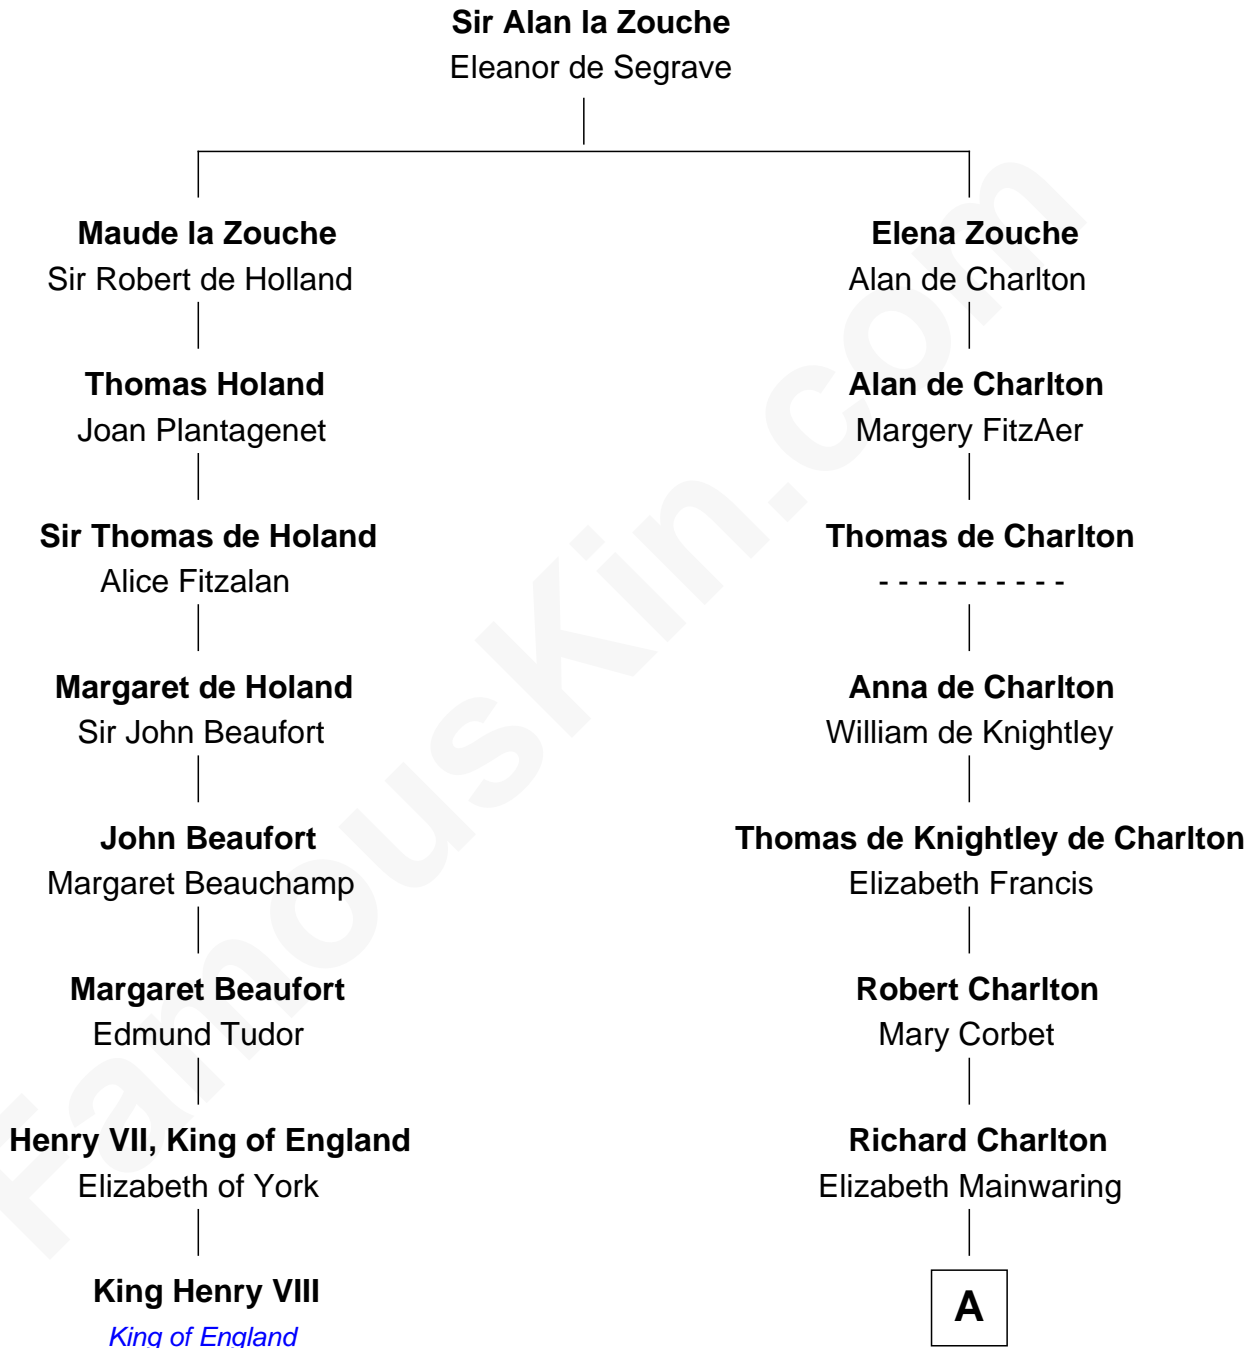 Sir Alan la Zouche
Eleanor de Segrave
Maude la Zouche
Sir Robert de Holland
Elena Zouche
Alan de Charlton
Thomas Holand
Joan Plantagenet
Alan de Charlton
Margery FitzAer
Sir Thomas de Holand
Alice Fitzalan
Thomas de Charlton
- - - - - - - - - -
Margaret de Holand
Sir John Beaufort
Anna de Charlton
William de Knightley
John Beaufort
Margaret Beauchamp
Thomas de Knightley de Charlton
Elizabeth Francis
Margaret Beaufort
Edmund Tudor
Robert Charlton
Mary Corbet
Henry VII, King of England
Elizabeth of York
Richard Charlton
Elizabeth Mainwaring
King Henry VIII
King of England
A
FamousKin.com